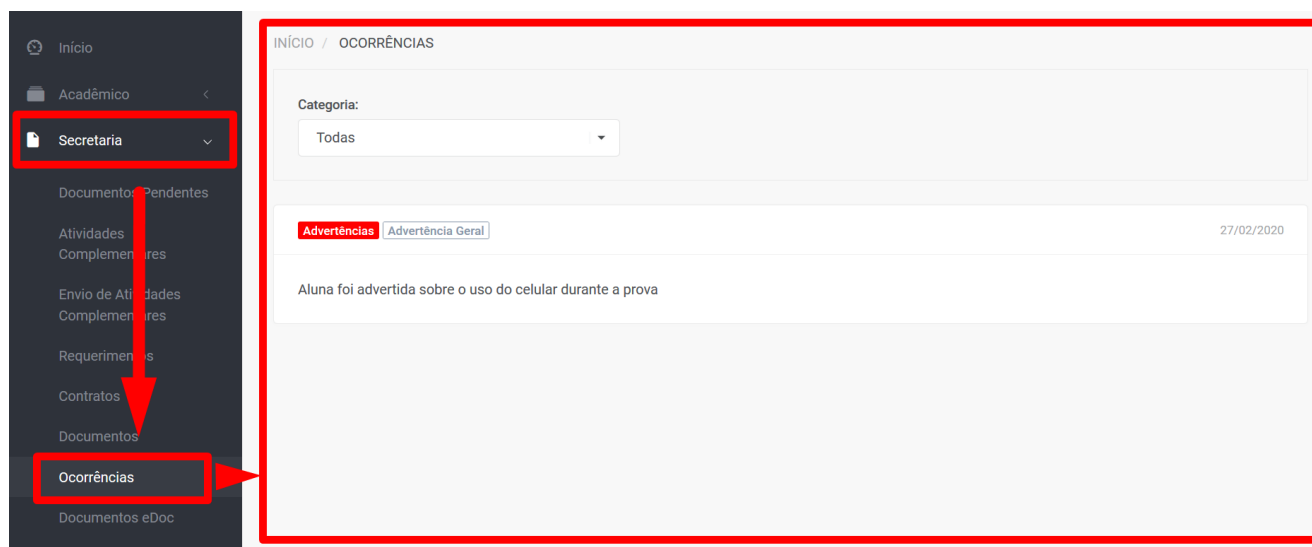 Início
Acadêmico
Secretaria
Documentos Pendentes
Atividades
Complementares
Envio de Atividades
Complementares
Requerimentos
Contratos
Documentos
Ocorrências
Documentos eDoc
INÍCIO / OCORRÊNCIAS
Categoria:
Todas
Advertências Advertência Geral 27/02/2020
Aluna foi advertida sobre o uso do celular durante a prova